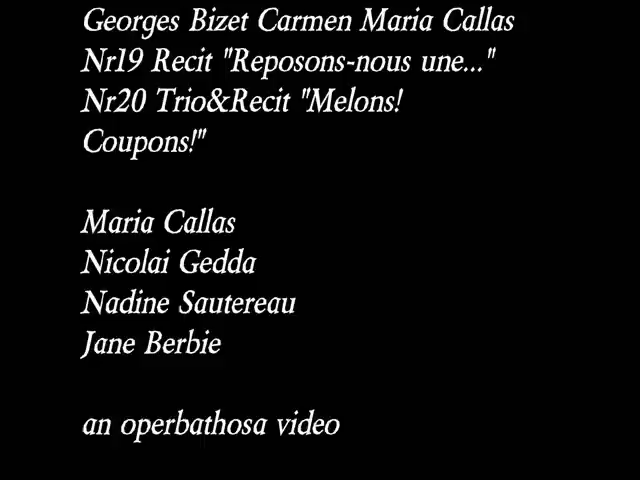 Georges Bizet Carmen Maria Callas
Nr19 Recit "Reposons-nous une..."
Nr20 Trio&Recit "Melons!
Coupons!"
Maria Callas
Nicolai Gedda
Nadine Sautereau
Jane Berbie
an operbathosa video